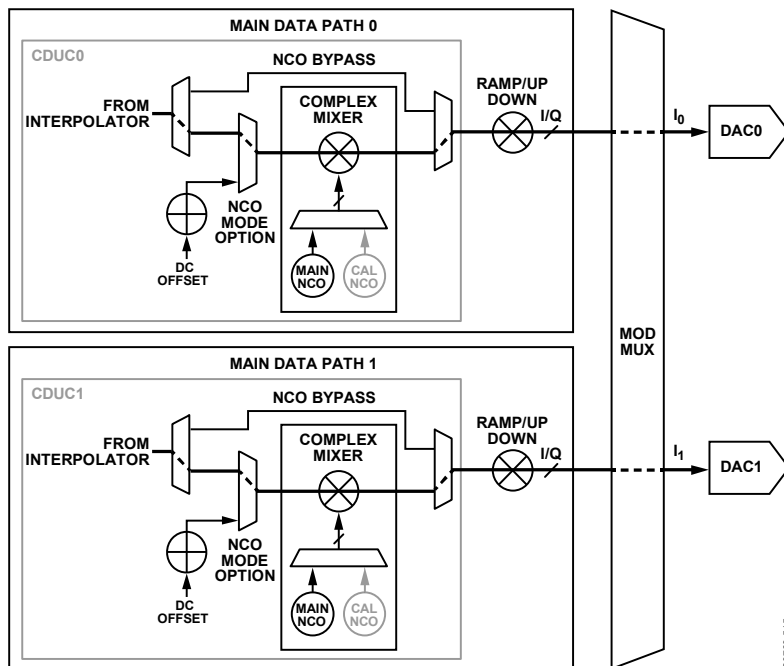 MAIN DATA PATH 0
CDUC0
NCO BYPASS
FROM
INTERPOLATOR
COMPLEX
MIXER
RAMP/UP
DOWN
I/Q
I0
DAC0
NCO
MODE
OPTION
DC
OFFSET
MAIN
NCO
CAL
NCO
MOD
MUX
MAIN DATA PATH 1
CDUC1
NCO BYPASS
FROM
INTERPOLATOR
COMPLEX
MIXER
RAMP/UP
DOWN
I/Q
I1
DAC1
NCO
MODE
OPTION
DC
OFFSET
MAIN
NCO
CAL
NCO